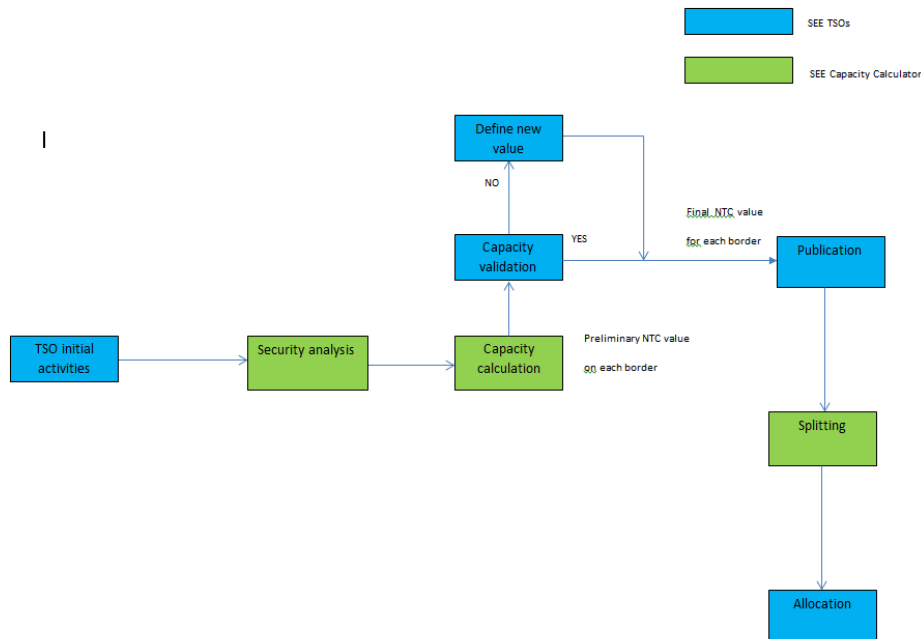 SEE TSOs
SEE Capacity Calculator
Define new
value
NO
Capacity
validation
YES
Final NTC value
for each border
Publication
TSO initial
activities
Security analysis
Capacity
calculation
Preliminary NTC value
on each border
Splitting
Allocation